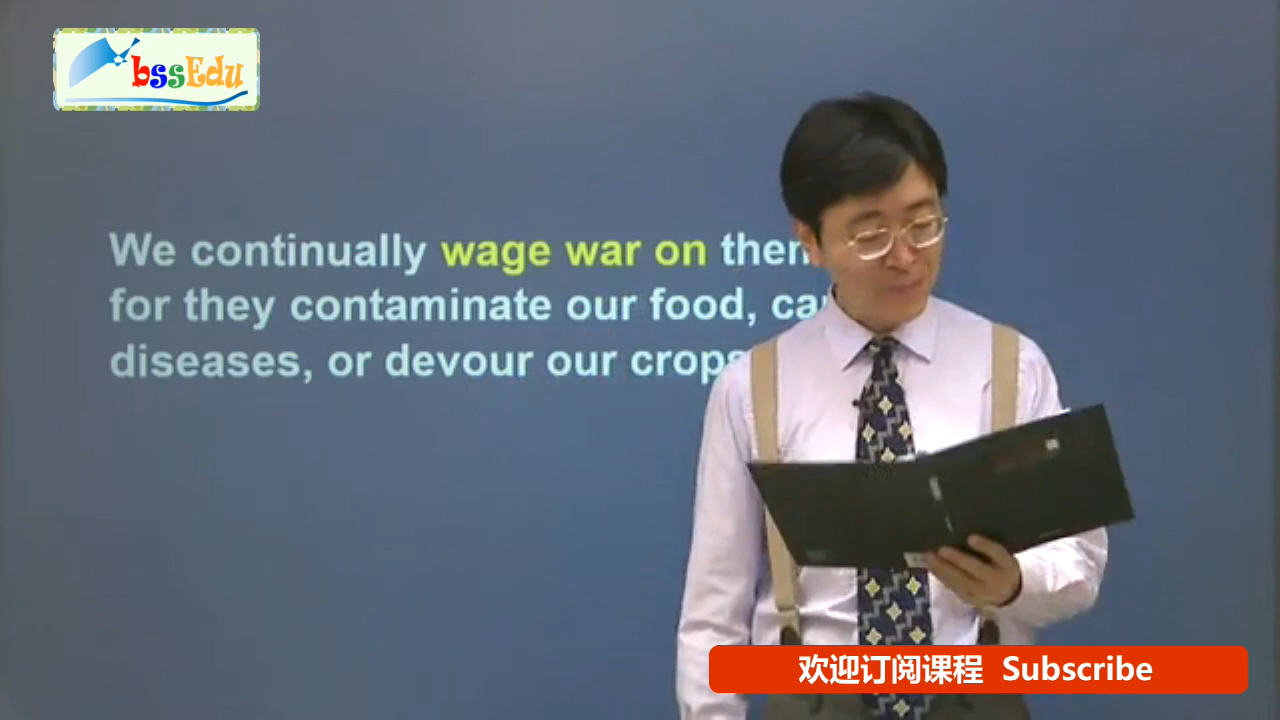 bssEdu
We continually wage war on
for they contaminate our food,
diseases, or devour our crops
欢迎订阅课程 Subscribe